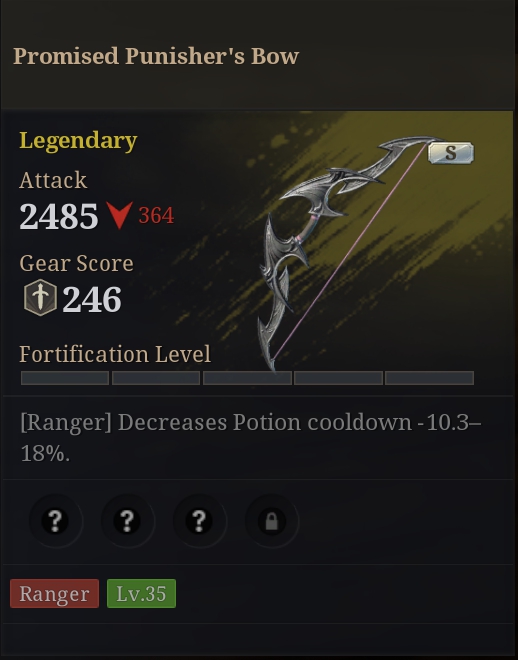 Promised Punisher's Bow
Legendary
S
Attack
2485 364
Gear Score
246
Fortification Level
[Ranger] Decreases Potion cooldown -10.3–
18%.
? ? ?
Ranger Lv.35